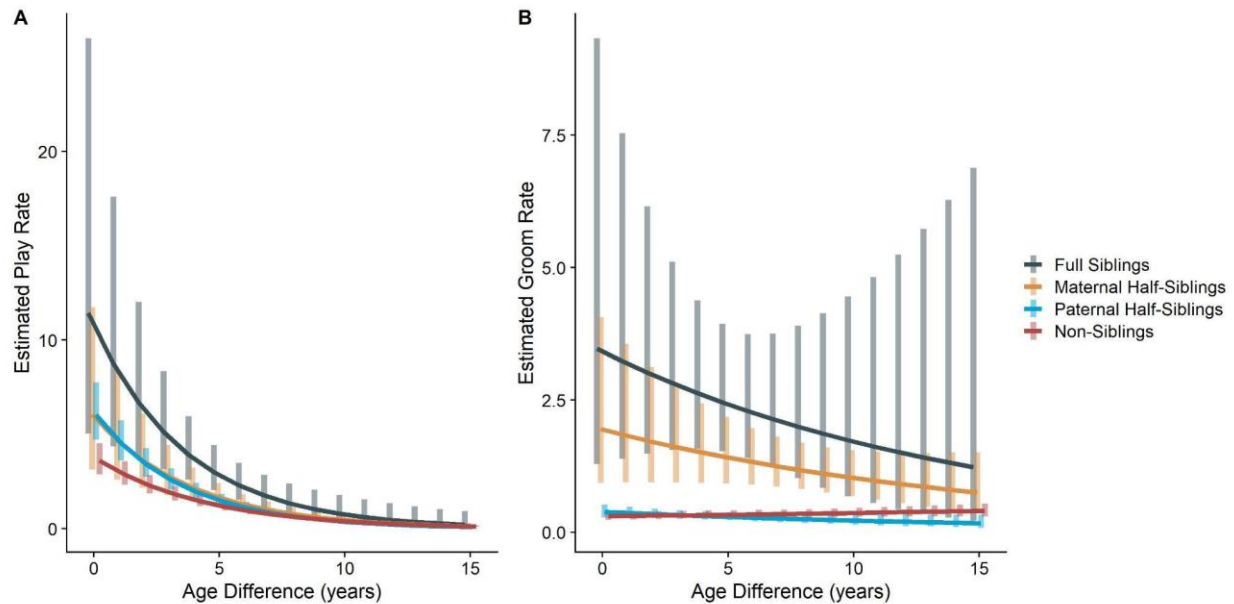 A
Estimated Play Rate
20
10
0
0 5 10 15
Age Difference (years)
B
Estimated Groom Rate
7.5
5.0
2.5
0.0
0 5 10 15
Age Difference (years)
Full Siblings
Maternal Half-Siblings
Paternal Half-Siblings
Non-Siblings